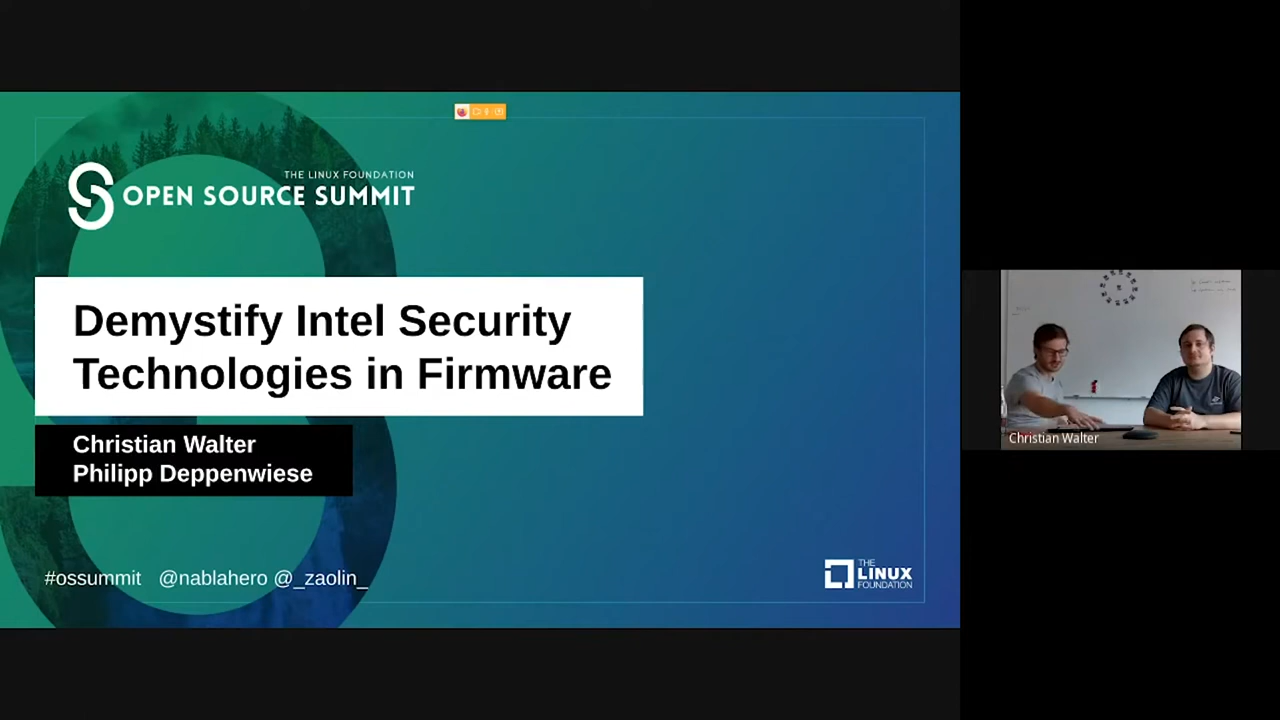 THE LINUX FOUNDATION
OPEN SOURCE SUMMIT
Demystify Intel Security
Technologies in Firmware
Christian Walter
Philipp Deppenwiese
#ossummit @nablahero @_zaolin_
THE
LINUX
FOUNDATION
Christian Walter